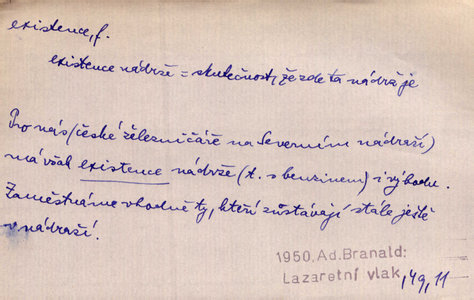 existence, f.
existence nádrže = skutečnost, že zde ta nádrž je
Pro nás (české železničáře na Severním nádraží)
má však existence nádrže (t. s benzinem) i výhodu.
Zaměstnáme vhodně ty, kteří zůstávají stále ještě
v nádraží.
1950, Ad. Branald:
Lazaretní vlak, 49, 11